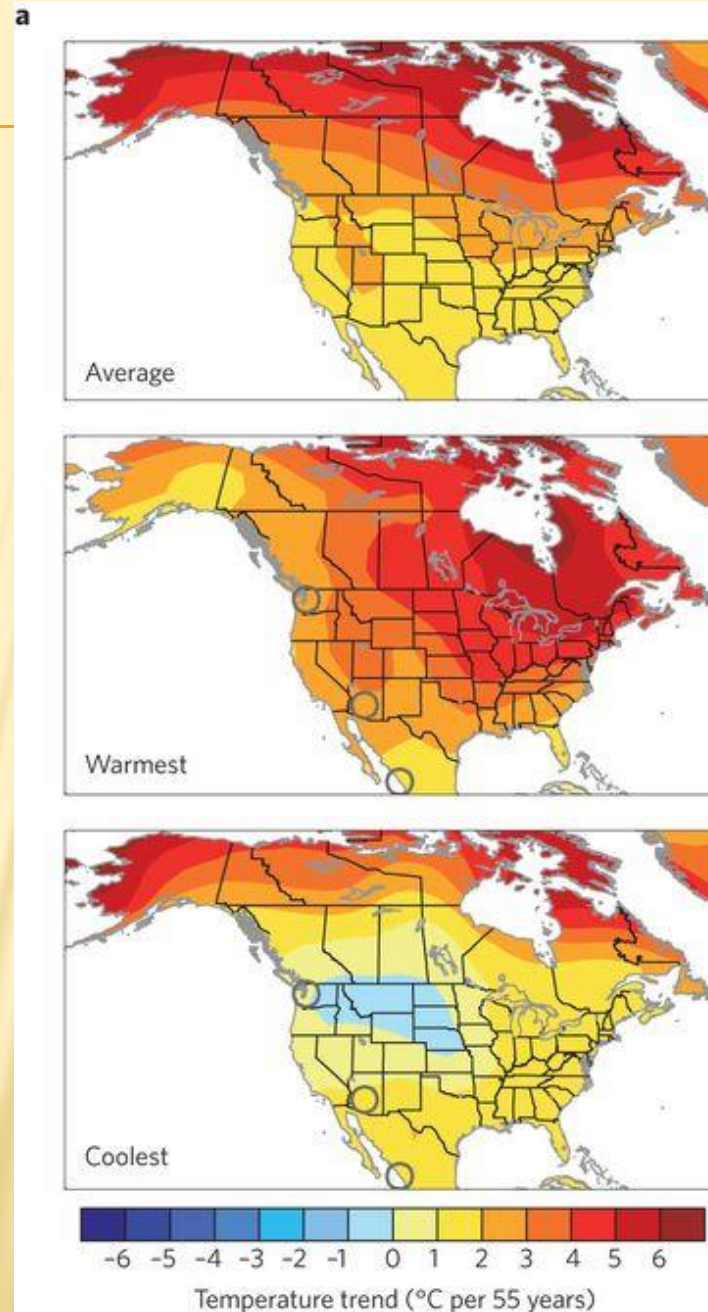 a
Average
Warmest
Coolest
−6 −5 −4 −3 −2 −1 0 1 2 3 4 5 6
Temperature trend (°C per 55 years)